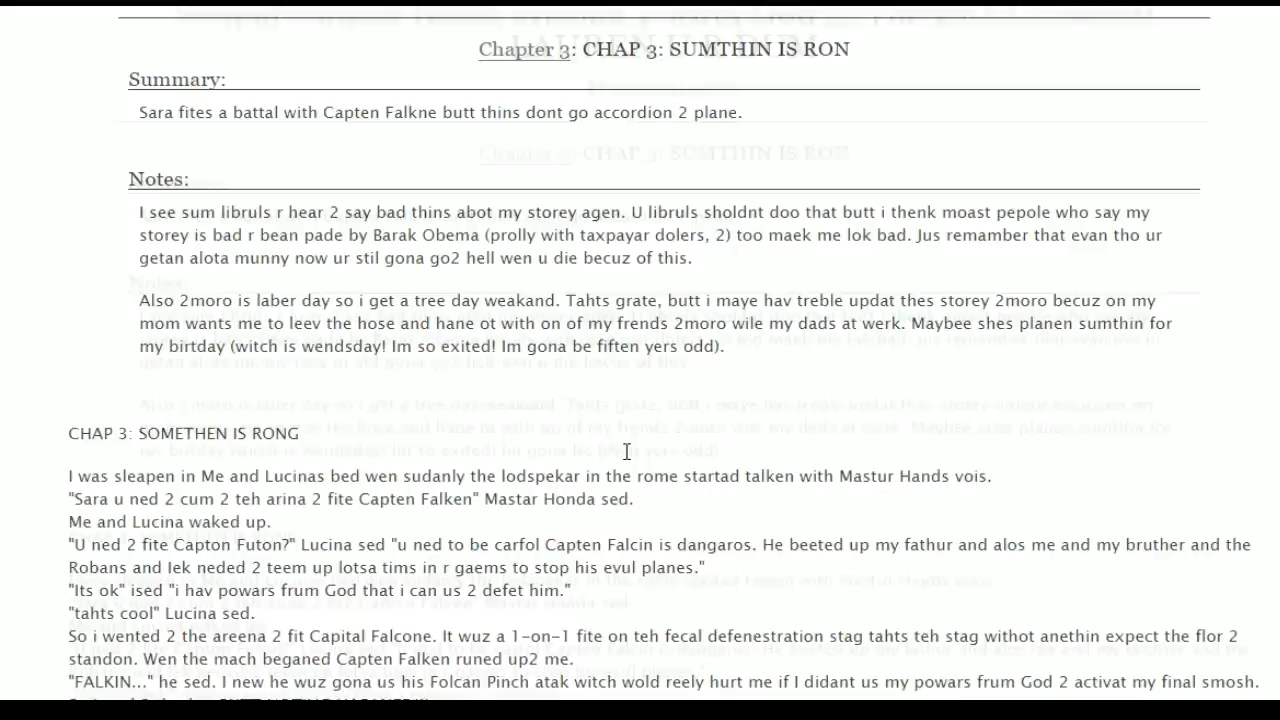 Chapter 3: CHAP 3: SUMTHIN IS RON
Summary:
Sara fites a battal with Capten Falkne butt thins dont go accordion 2 plane.
Notes:
I see sum libruls r hear 2 say bad thins abot my storey agen. U libruls sholdnt doo that butt i thenk moast pepole who say my
storey is bad r bean pade by Barak Obema (prolly with taxpayar dolers, 2) too maek me lok bad. Jus remamber that evan tho ur
getan alota munny now ur stil gona go2 hell wen u die becuz of this.
Also 2moro is laber day so i get a tree day weakand. Tahts grate, butt i maye hav treble updat thes storey 2moro becuz on my
mom wants me to leev the hose and hane ot with on of my frends 2moro wile my dads at werk. Maybee shes planen sumthin for
my birtday (witch is wendsday! Im so exited! Im gona be fiften yers odd).
CHAP 3: SOMETHEN IS RONG
I was sleapen in Me and Lucinas bed wen sudanly the lodspekar in the rome startad talken with Mastur Hands vois.
"Sara u ned 2 cum 2 teh arina 2 fite Capten Falken" Mastar Honda sed.
Me and Lucina waked up.
"U ned 2 fite Capton Futon?" Lucina sed "u ned to be carfol Capten Falcin is dangaros. He beeted up my fathur and alos me and my bruther and the
Robans and Iek neded 2 teem up lotsa tims in r gaems to stop his evul planes."
"Its ok" ised "i hav powars frum God that i can us 2 defet him."
"tahts cool" Lucina sed.
So i wented 2 the areena 2 fit Capital Falcone. It wuz a 1-on-1 fite on teh fecal defenestration stag tahts teh stag withot anethin expect the flor 2
standon. Wen the mach beganed Capten Falken runed up2 me.
"FALKIN..." he sed. I new he wuz gona us his Folcan Pinch atak witch wold reely hurt me if I didant us my powars frum God 2 activat my final smosh.